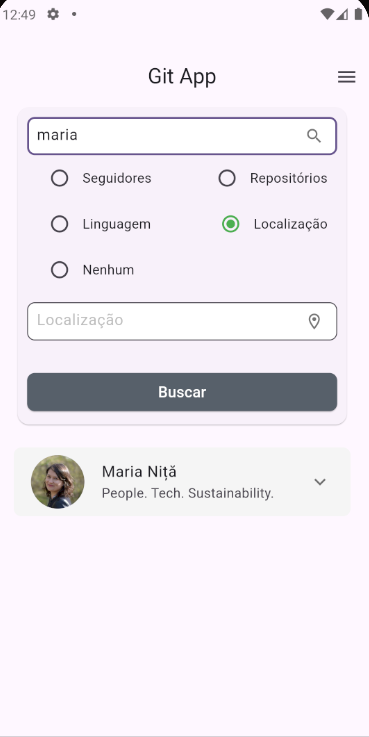 12:49
Git App
maria
Seguidores
Repositórios
Linguagem
Localização
Nenhum
Localização
Buscar
Maria Niță
People. Tech. Sustainability.